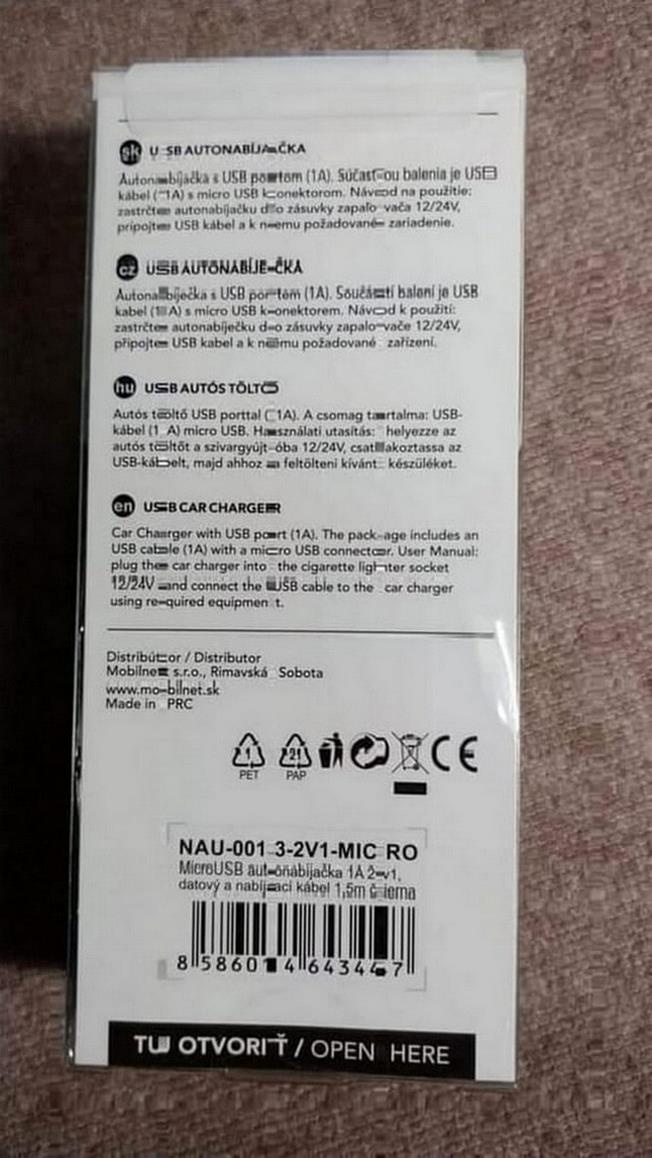 sk USB AUTONABÍJAČKA
Autonabíjačka s USB portom (1A). Súčasťou balenia je USB
kábel (1A) s micro USB konektorom. Návod na použitie:
zastrčte autonabíjačku do zásuvky zapaľovača 12/24V,
pripojte USB kábel a k nemu požadované zariadenie.
cz USB AUTONABÍJEČKA
Autonabíječka s USB portem (1A). Součástí balení je USB
kabel (1A) s micro USB konektorem. Návod k použití:
zastrčte autonabíječku do zásuvky zapalovače 12/24V,
připojte USB kabel a k němu požadované zařízení.
hu USB AUTÓS TÖLTŐ
Autós töltő USB porttal (1A). A csomag tartalma: USB-
kábel (1A) micro USB. Használati utasítás: helyezze az
autós töltőt a szivargyújtóba 12/24V, csatlakoztassa az
USB-kábelt, majd ahhoz a feltölteni kívánt készüléket.
en USB CAR CHARGER
Car Charger with USB port (1A). The package includes an
USB cable (1A) with a micro USB connector. User Manual:
plug the car charger into the cigarette lighter socket
12/24V and connect the USB cable to the car charger
using required equipment.
Distribútor / Distributor
Mobilnet s.r.o., Rimavská Sobota
www.mobilnet.sk
Made in PRC
1 PET 21 PAP CE
NAU-0013-2V1-MICRO
MicroUSB autonabíjačka 1A 2v1,
datový a nabíjací kábel 1,5m čierna
8 58601 464344 7
TU OTVORIŤ / OPEN HERE